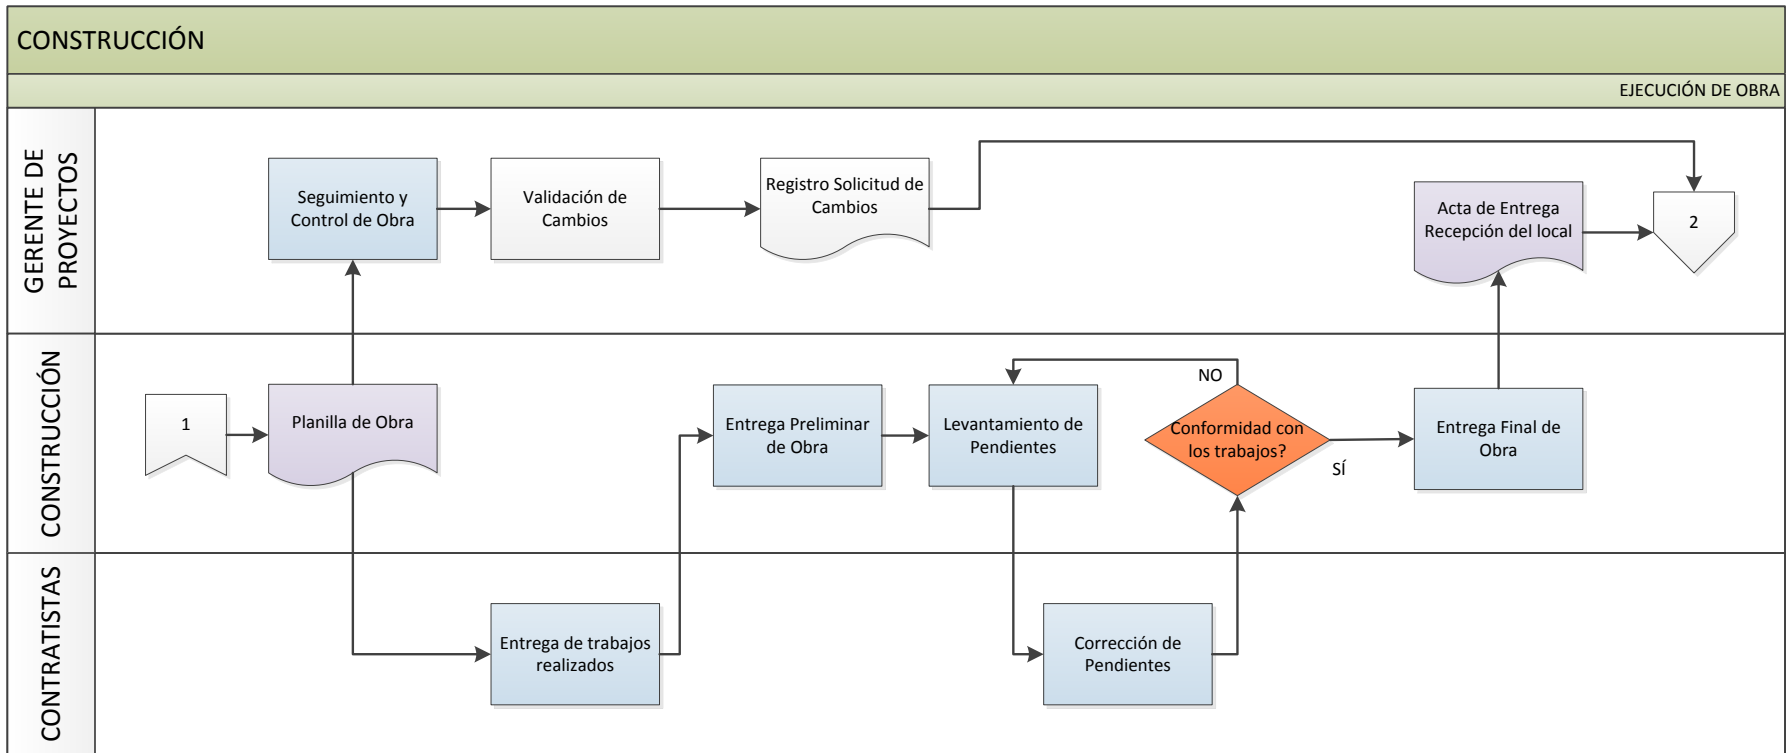 CONSTRUCCIÓN
EJECUCIÓN DE OBRA
GERENTE DE
PROYECTOS
Seguimiento y
Control de Obra
Validación de
Cambios
Registro Solicitud de
Cambios
Acta de Entrega
Recepción del local
2
CONSTRUCCIÓN
1
Planilla de Obra
Entrega Preliminar
de Obra
Levantamiento de
Pendientes
NO
Conformidad con
los trabajos?
SÍ
Entrega Final de
Obra
CONTRATISTAS
Entrega de trabajos
realizados
Corrección de
Pendientes